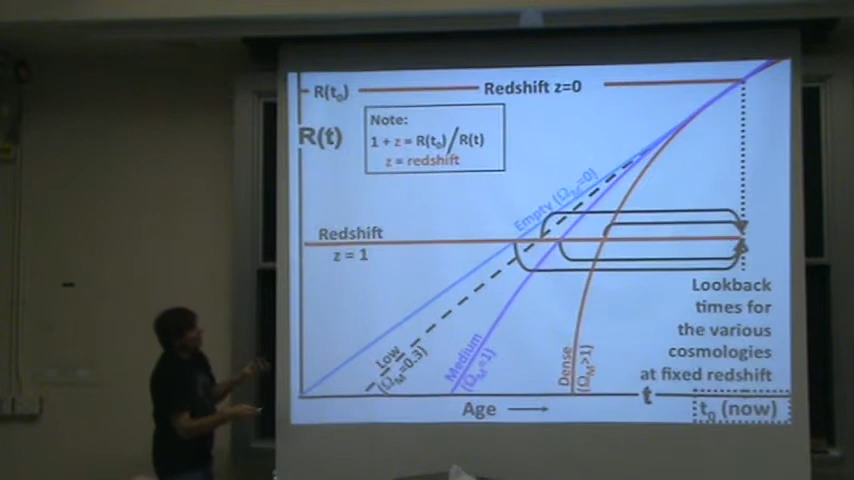 R(t₀)
Redshift z=0
R(t)
Note:
1 + z = R(t₀)/R(t)
z = redshift
Empty (Ω_M=0)
Redshift
z = 1
Low
(Ω_M=0.3)
Medium
(Ω_M=1)
Dense
(Ω_M>1)
Lookback
times for
the various
cosmologies
at fixed redshift
t
Age
t₀ (now)